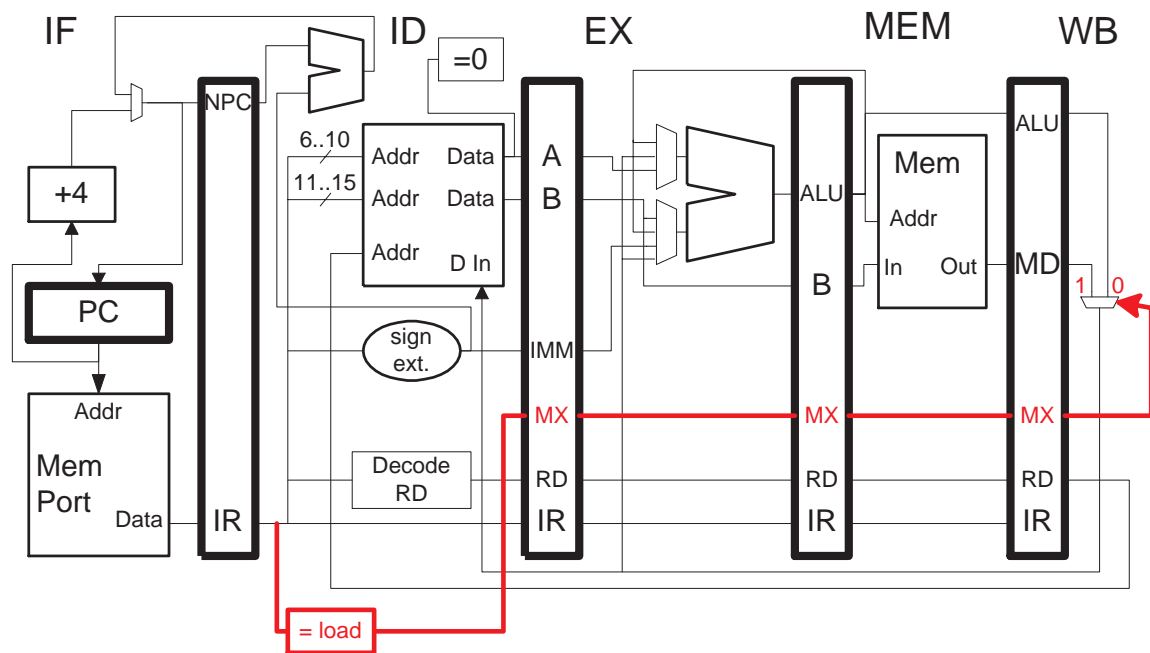 IF
ID
EX
MEM
WB
=0
NPC
+4
PC
Addr
Mem
Port
Data
IR
6..10
11..15
Addr
Data
Addr
Data
Addr
D In
sign
ext.
Decode
RD
= load
A
B
IMM
MX
RD
IR
ALU
B
MX
RD
IR
Mem
Addr
In
Out
ALU
MD
MX
RD
IR
1
0